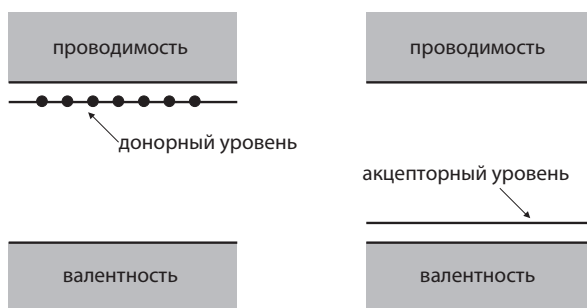 проводимость
донорный уровень
валентность
проводимость
акцепторный уровень
валентность